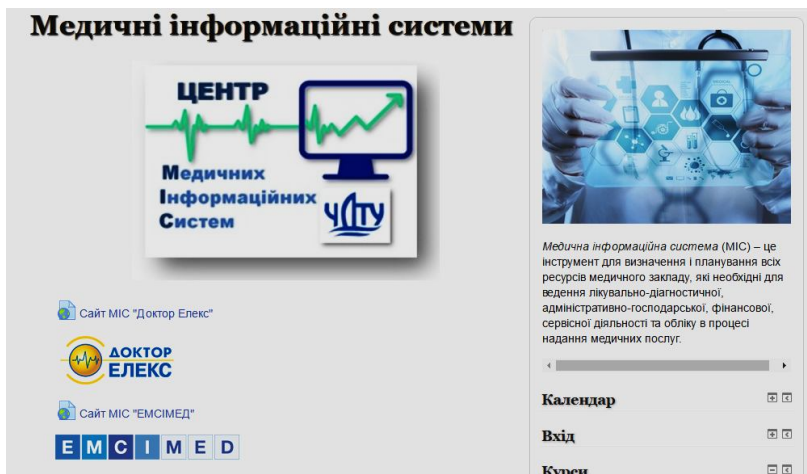 Медичні інформаційні системи
ЦЕНТР
Медичних
Інформаційних
Систем
ЧДТУ
Сайт МІС "Доктор Елекс"
ДОКТОР
ЕЛЕКС
Сайт МІС "ЕМСІМЕД"
EMCIMED
Медична інформаційна система (МІС) – це
інструмент для визначення і планування всіх
ресурсів медичного закладу, які необхідні для
ведення лікувально-діагностичної,
адміністративно-господарської, фінансової,
сервісної діяльності та обліку в процесі
надання медичних послуг.
Календар
Вхід
Курси